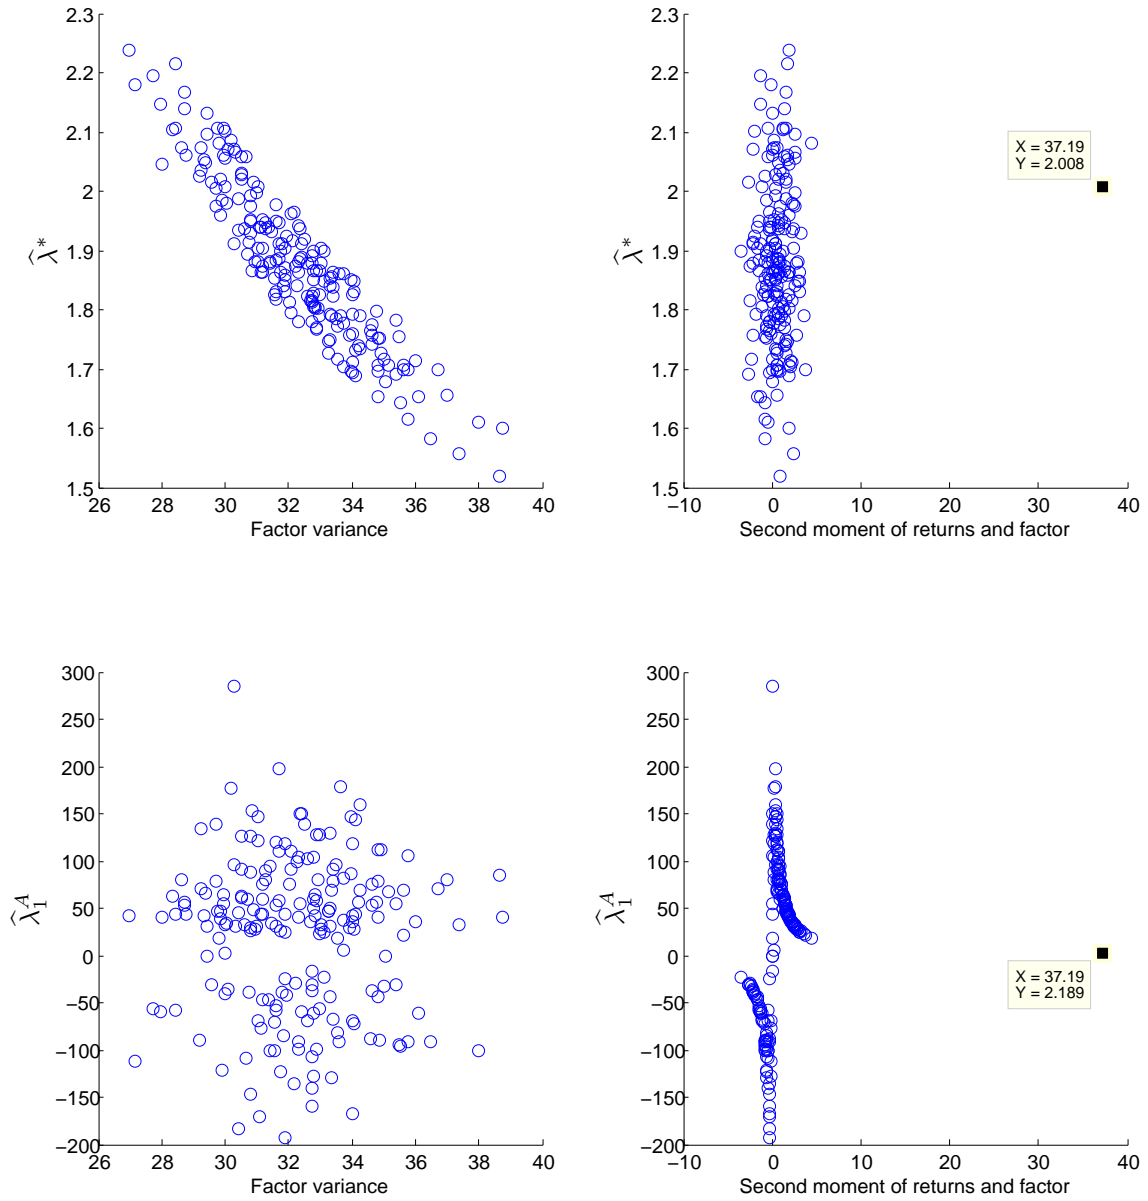 2.3
2.2
2.1
2
1.9
1.8
1.7
1.6
1.5
λ̂*
26 28 30 32 34 36 38 40
Factor variance
2.3
2.2
2.1
2
1.9
1.8
1.7
1.6
1.5
λ̂*
X = 37.19
Y = 2.008
−10 0 10 20 30 40
Second moment of returns and factor
300
250
200
150
100
50
0
−50
−100
−150
−200
λ̂₁ᴬ
26 28 30 32 34 36 38 40
Factor variance
300
250
200
150
100
50
0
−50
−100
−150
−200
λ̂₁ᴬ
X = 37.19
Y = 2.189
−10 0 10 20 30 40
Second moment of returns and factor